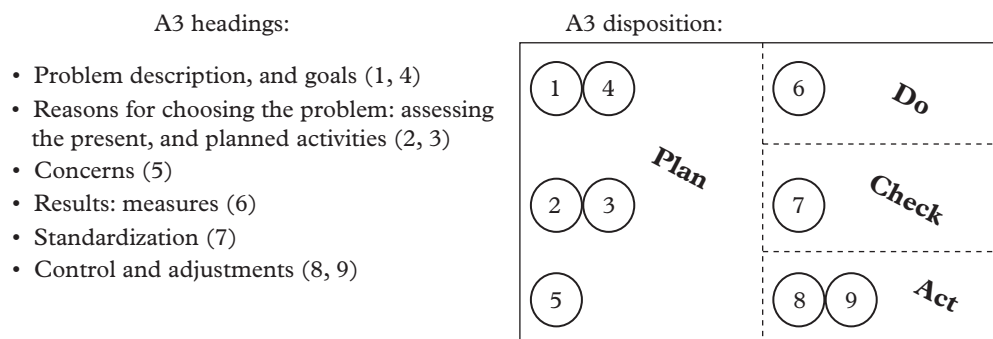 A3 headings:
• Problem description, and goals (1, 4)
• Reasons for choosing the problem: assessing
the present, and planned activities (2, 3)
• Concerns (5)
• Results: measures (6)
• Standardization (7)
• Control and adjustments (8, 9)
A3 disposition:
1 4
Plan
2 3
5
6 Do
7 Check
8 9 Act